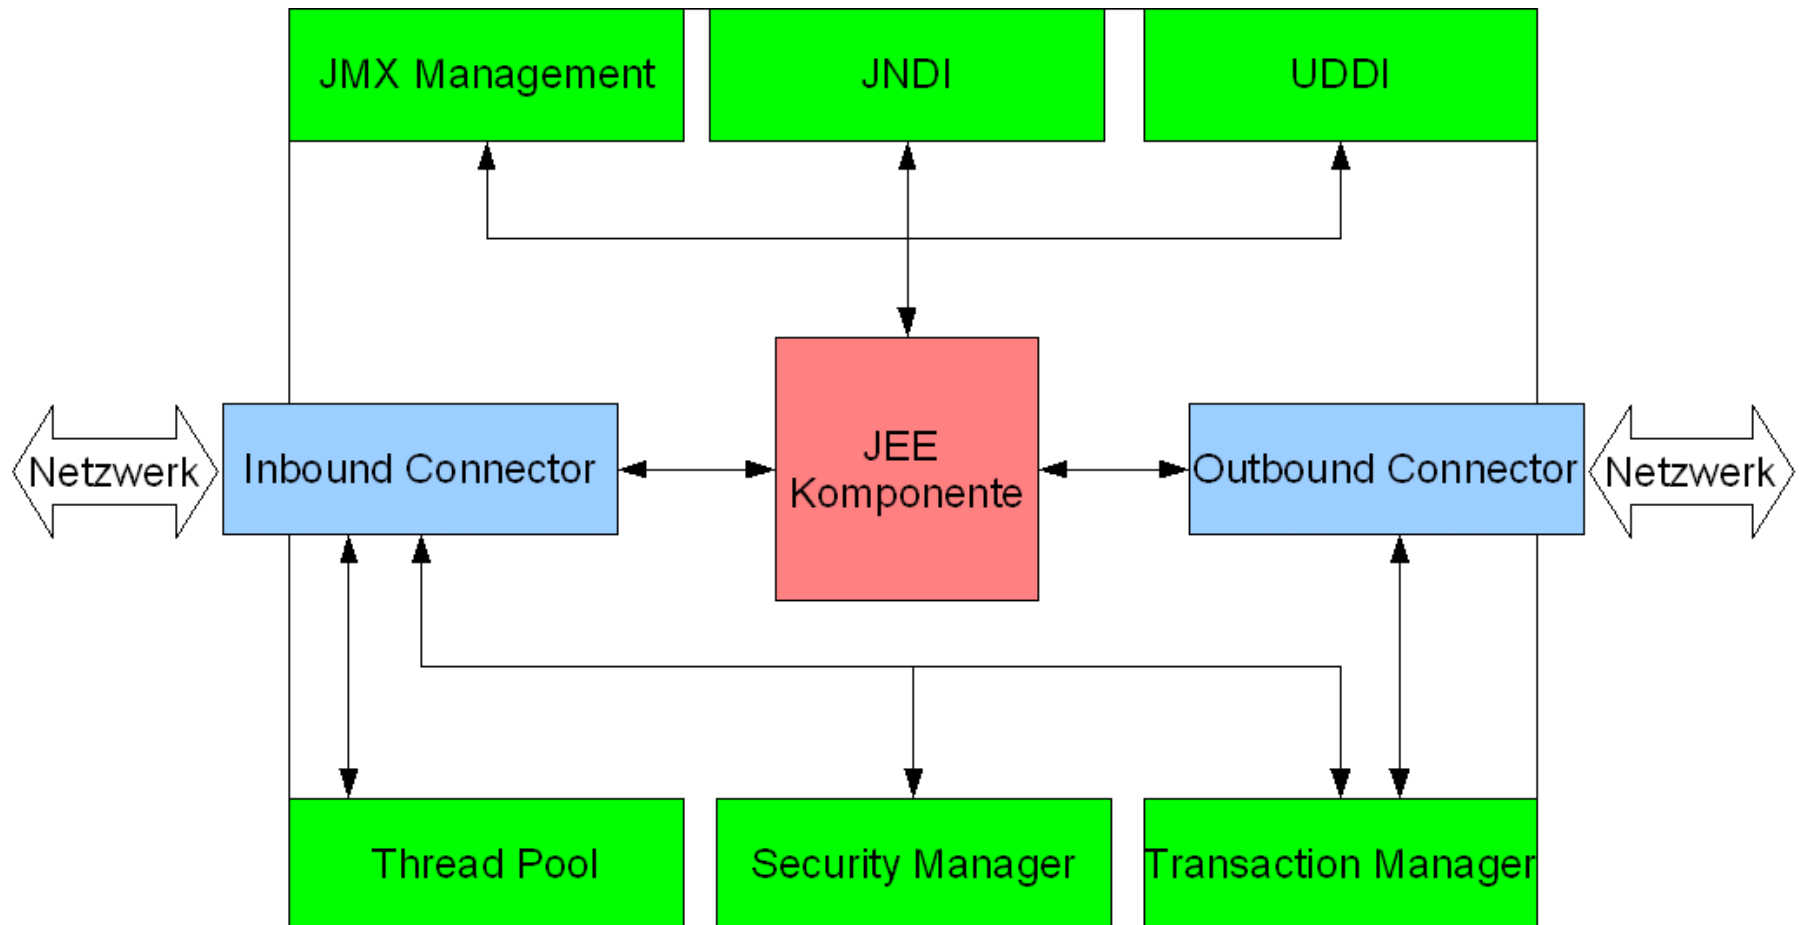 JMX Management
JNDI
UDDI
Netzwerk
Inbound Connector
JEE
Komponente
Outbound Connector
Netzwerk
Thread Pool
Security Manager
Transaction Manager